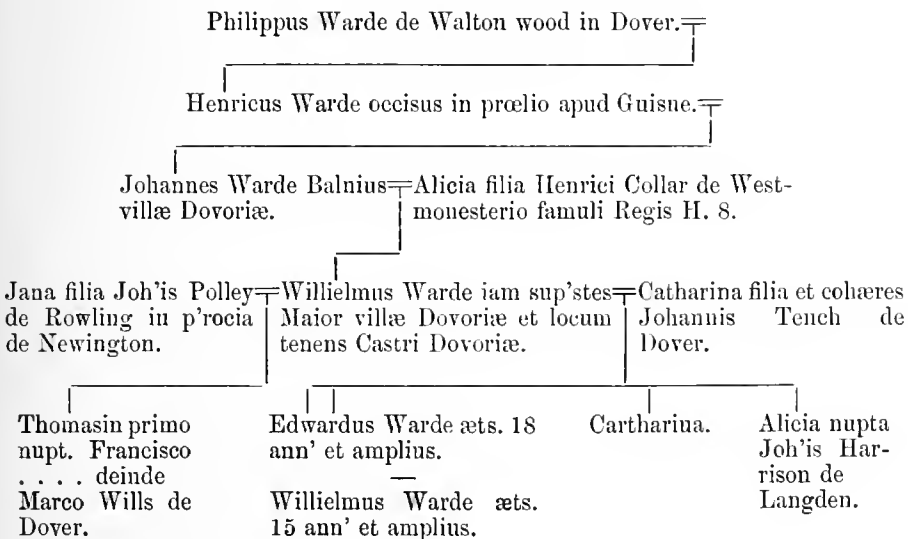 Philippus Warde de Walton wood in Dover.
Henricus Warde occisus in prœlio apud Guisne.
Johannes Warde Balnius
villæ Dovoriæ.
Alicia filia Henrici Collar de West-
monesterio famuli Regis H. 8.
Jana filia Joh'is Polley
de Rowling in p'rocia
de Newington.
Willielmus Warde iam sup'stes
Maior villæ Dovoriæ et locum
tenens Castri Dovoriæ.
Catharina filia et cohæres
Johannis Tench de
Dover.
Thomasin primo
nupt. Francisco
. . . . deinde
Marco Wills de
Dover.
Edwardus Warde æts. 18
ann' et amplius.
—
Willielmus Warde æts.
15 ann' et amplius.
Cartharina.
Alicia nupta
Joh'is Har-
rison de
Langden.